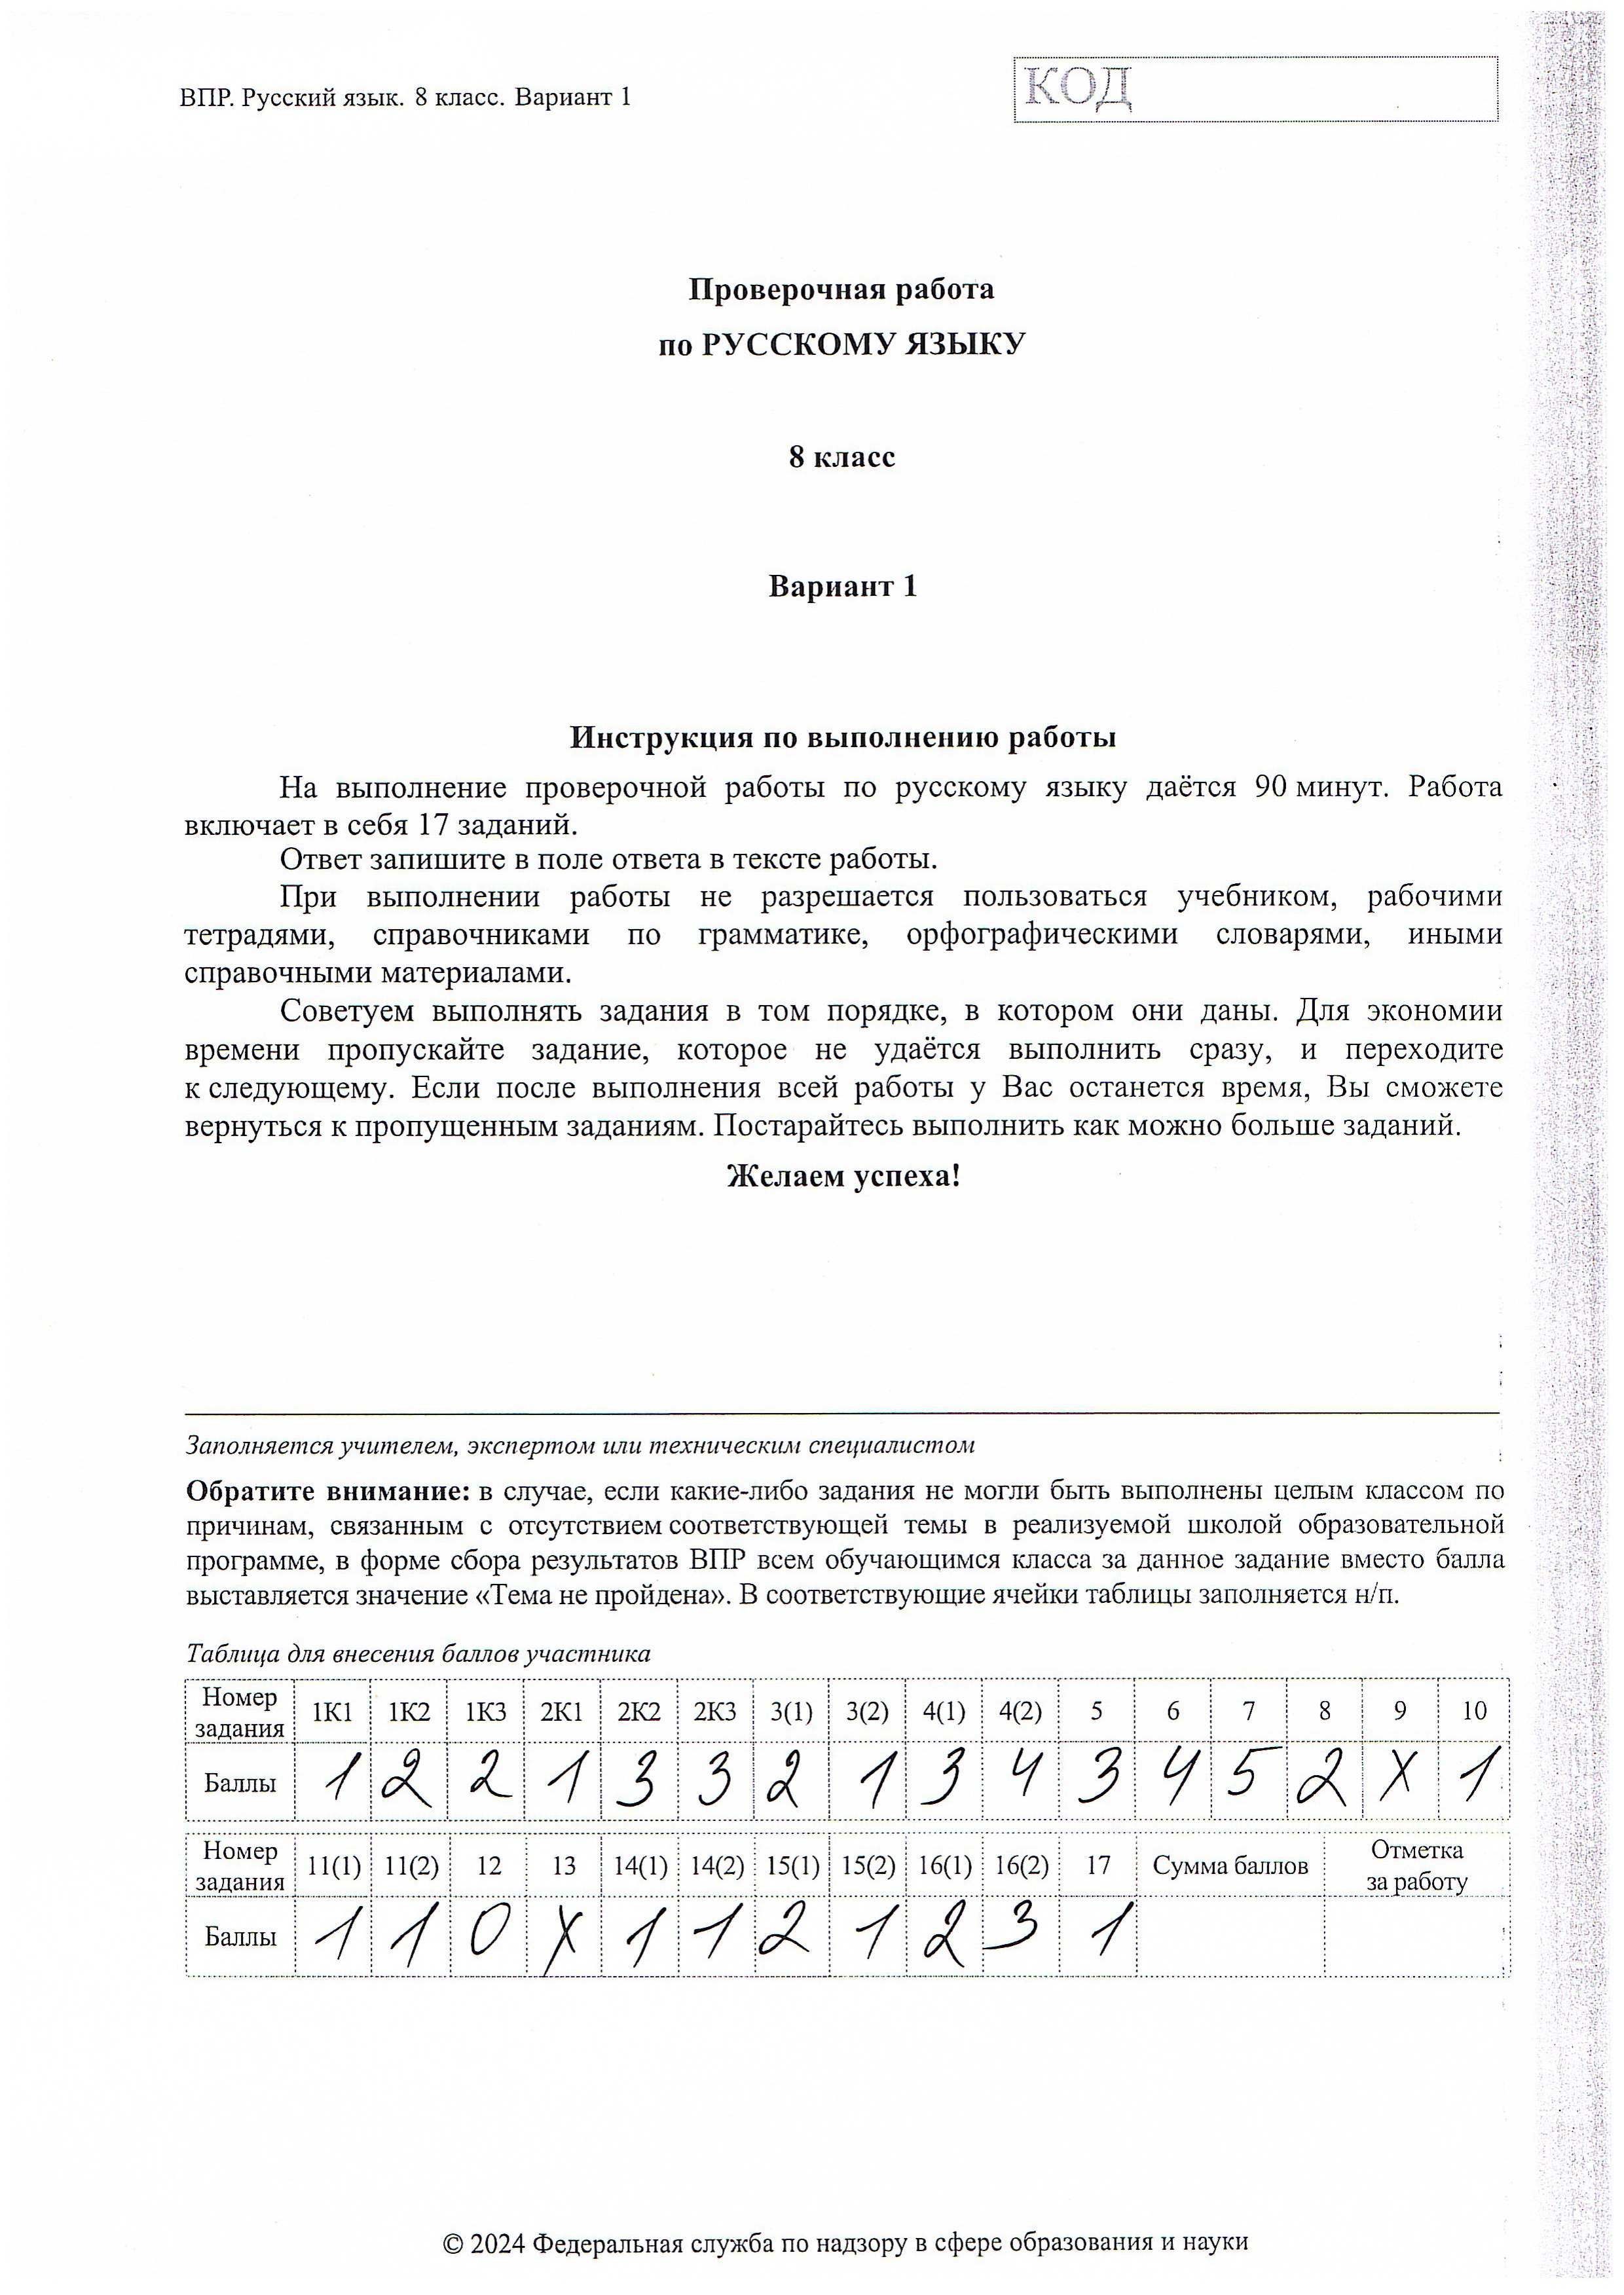 ВПР. Русский язык. 8 класс. Вариант 1
КОД
Проверочная работа
по РУССКОМУ ЯЗЫКУ
8 класс
Вариант 1
Инструкция по выполнению работы
На выполнение проверочной работы по русскому языку даётся 90 минут. Работа
включает в себя 17 заданий.
Ответ запишите в поле ответа в тексте работы.
При выполнении работы не разрешается пользоваться учебником, рабочими
тетрадями, справочниками по грамматике, орфографическими словарями, иными
справочными материалами.
Советуем выполнять задания в том порядке, в котором они даны. Для экономии
времени пропускайте задание, которое не удаётся выполнить сразу, и переходите
к следующему. Если после выполнения всей работы у Вас останется время, Вы сможете
вернуться к пропущенным заданиям. Постарайтесь выполнить как можно больше заданий.
Желаем успеха!
Заполняется учителем, экспертом или техническим специалистом
Обратите внимание: в случае, если какие-либо задания не могли быть выполнены целым классом по
причинам, связанным с отсутствием соответствующей темы в реализуемой школой образовательной
программе, в форме сбора результатов ВПР всем обучающимся класса за данное задание вместо балла
выставляется значение «Тема не пройдена». В соответствующие ячейки таблицы заполняется н/п.
Таблица для внесения баллов участника
Номер задания 1К1 1К2 1К3 2К1 2К2 2К3 3(1) 3(2) 4(1) 4(2) 5 6 7 8 9 10
Баллы 1 2 2 1 3 3 2 1 3 4 3 4 5 2 X 1
Номер задания 11(1) 11(2) 12 13 14(1) 14(2) 15(1) 15(2) 16(1) 16(2) 17 Сумма баллов Отметка за работу
Баллы 1 1 0 X 1 1 2 1 2 3 1
© 2024 Федеральная служба по надзору в сфере образования и науки